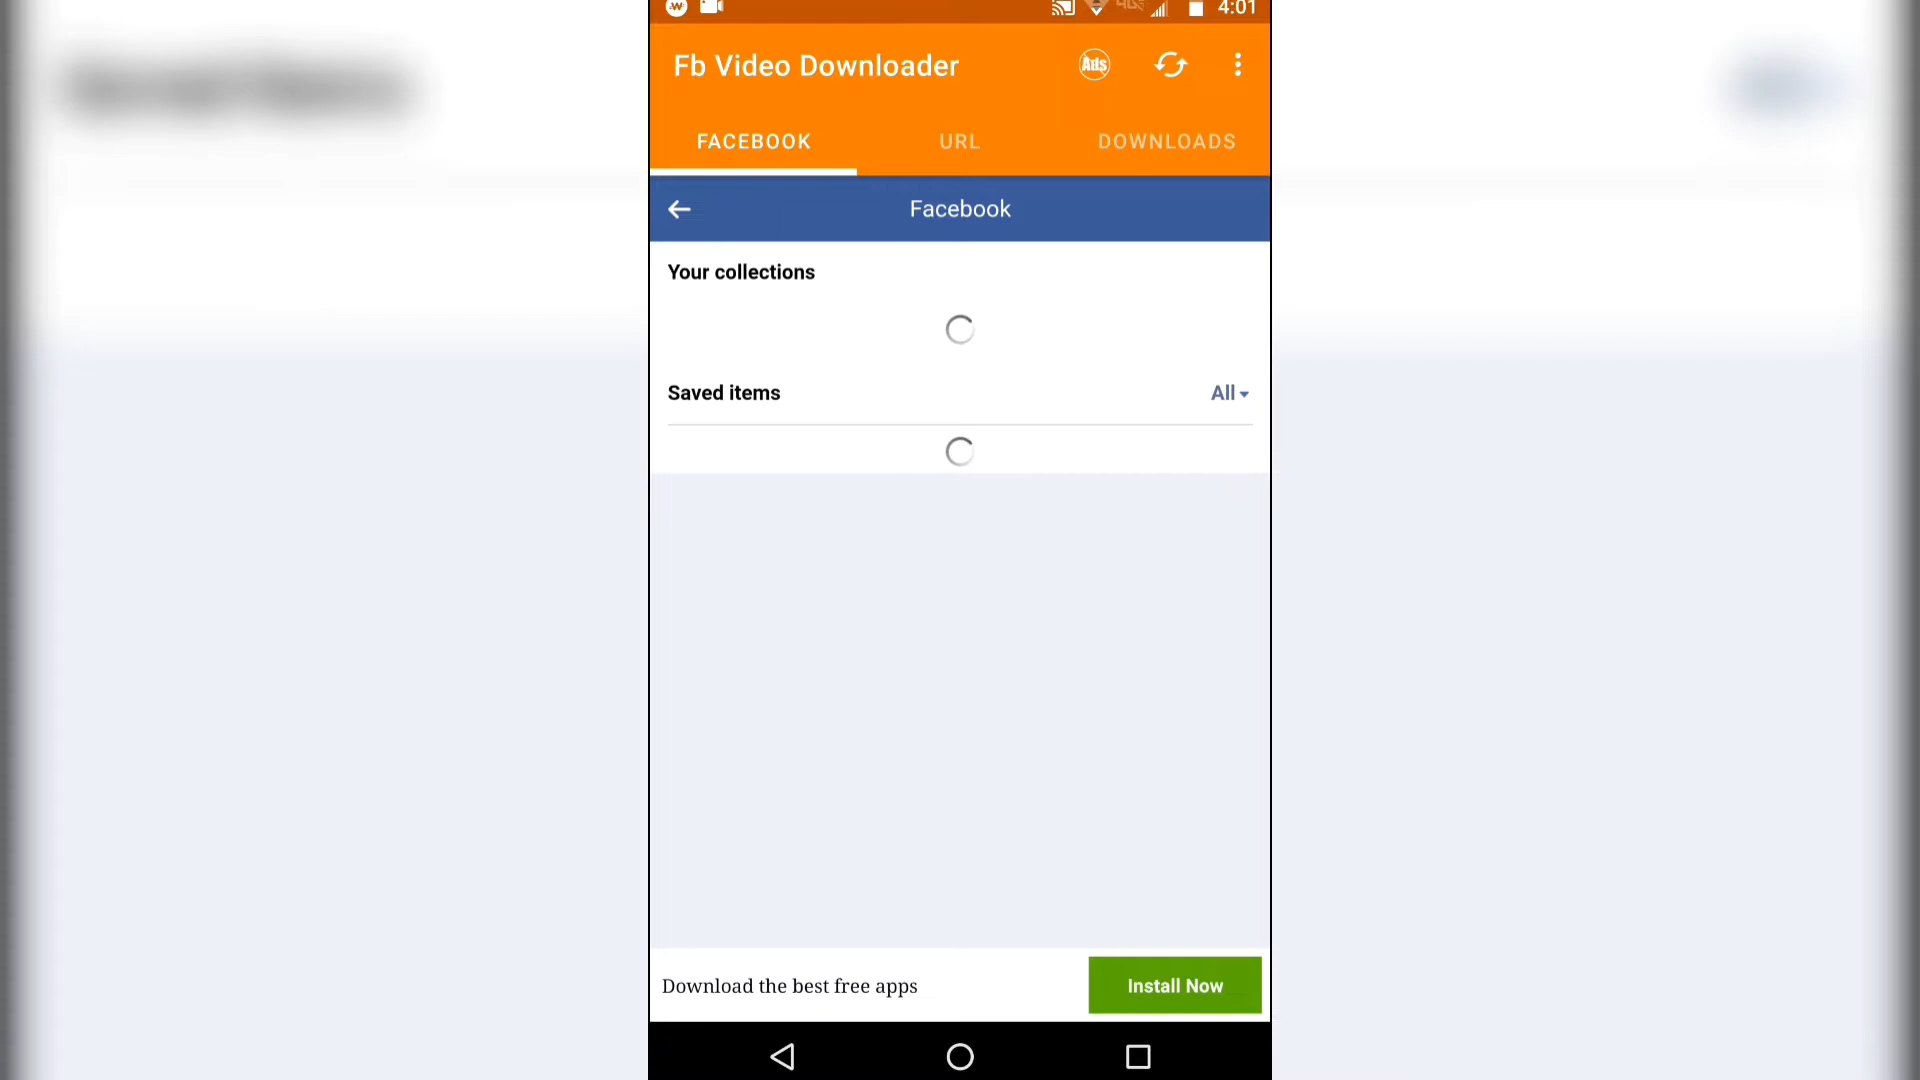 4:01
Fb Video Downloader
Ads
FACEBOOK URL DOWNLOADS
Facebook
Your collections
Saved items All
Download the best free apps Install Now